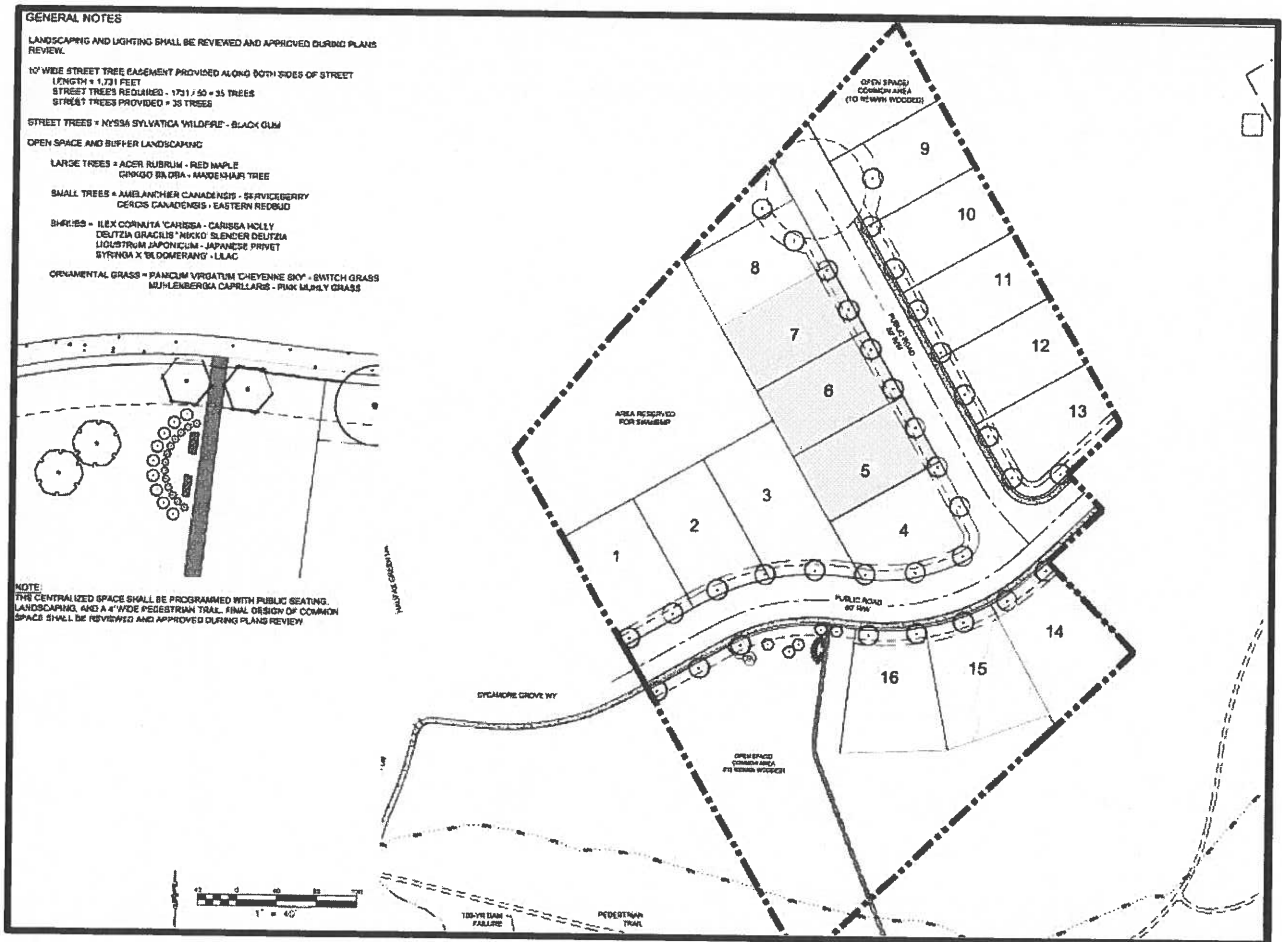 GENERAL NOTES
LANDSCAPING AND LIGHTING SHALL BE REVIEWED AND APPROVED DURING PLANS
REVIEW.
10' WIDE STREET TREE EASEMENT PROVIDED ALONG BOTH SIDES OF STREET
LENGTH = 1,731 FEET
STREET TREES REQUIRED - 1731 / 50 = 35 TREES
STREET TREES PROVIDED = 35 TREES
STREET TREES = NYSSA SYLVATICA 'WILDFIRE' - BLACK GUM
OPEN SPACE AND BUFFER LANDSCAPING
LARGE TREES = ACER RUBRUM - RED MAPLE
GINKGO BILOBA - MAIDENHAIR TREE
SMALL TREES = AMELANCHIER CANADENSIS - SERVICEBERRY
CERCIS CANADENSIS - EASTERN REDBUD
SHRUBS = ILEX CORNUTA 'CARISSA - CARISSA HOLLY
DEUTZIA GRACILIS 'NIKKO' SLENDER DEUTZIA
LIGUSTRUM JAPONICUM - JAPANESE PRIVET
SYRINGA X 'BLOOMERANG' - LILAC
ORNAMENTAL GRASS = PANICUM VIRGATUM 'CHEYENNE SKY' - SWITCH GRASS
MUHLENBERGIA CAPILLARIS - PINK MUHLY GRASS
NOTE:
THE CENTRALIZED SPACE SHALL BE PROGRAMMED WITH PUBLIC SEATING,
LANDSCAPING, AND A 4' WIDE PEDESTRIAN TRAIL. FINAL DESIGN OF COMMON
SPACE SHALL BE REVIEWED AND APPROVED DURING PLANS REVIEW
OPEN SPACE/
COMMON AREA
(TO REMAIN WOODED)
9
10
11
12
13
8
7
6
5
4
PUBLIC ROAD
AREA RESERVED
FOR SWM/BMP
3
2
1
PUBLIC ROAD
60' R/W
14
15
16
SYCAMORE GROVE WY
OPEN SPACE/
COMMON AREA
(TO REMAIN WOODED)
1" = 40'
100-YR DAM
FAILURE
PEDESTRIAN
TRAIL